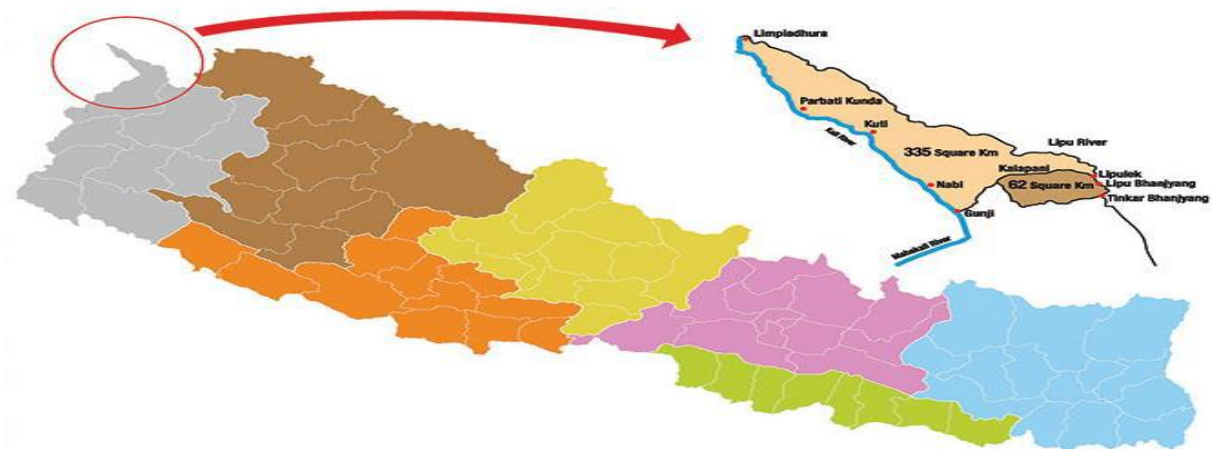 Limpiadhura
Parbati Kunda
Kuti
Kali River
335 Square Km
Lipu River
Kalapani
Lipulek
62 Square Km
Lipu Bhanjyang
Nabi
Tinkar Bhanjyang
Gunji
Mahakali River